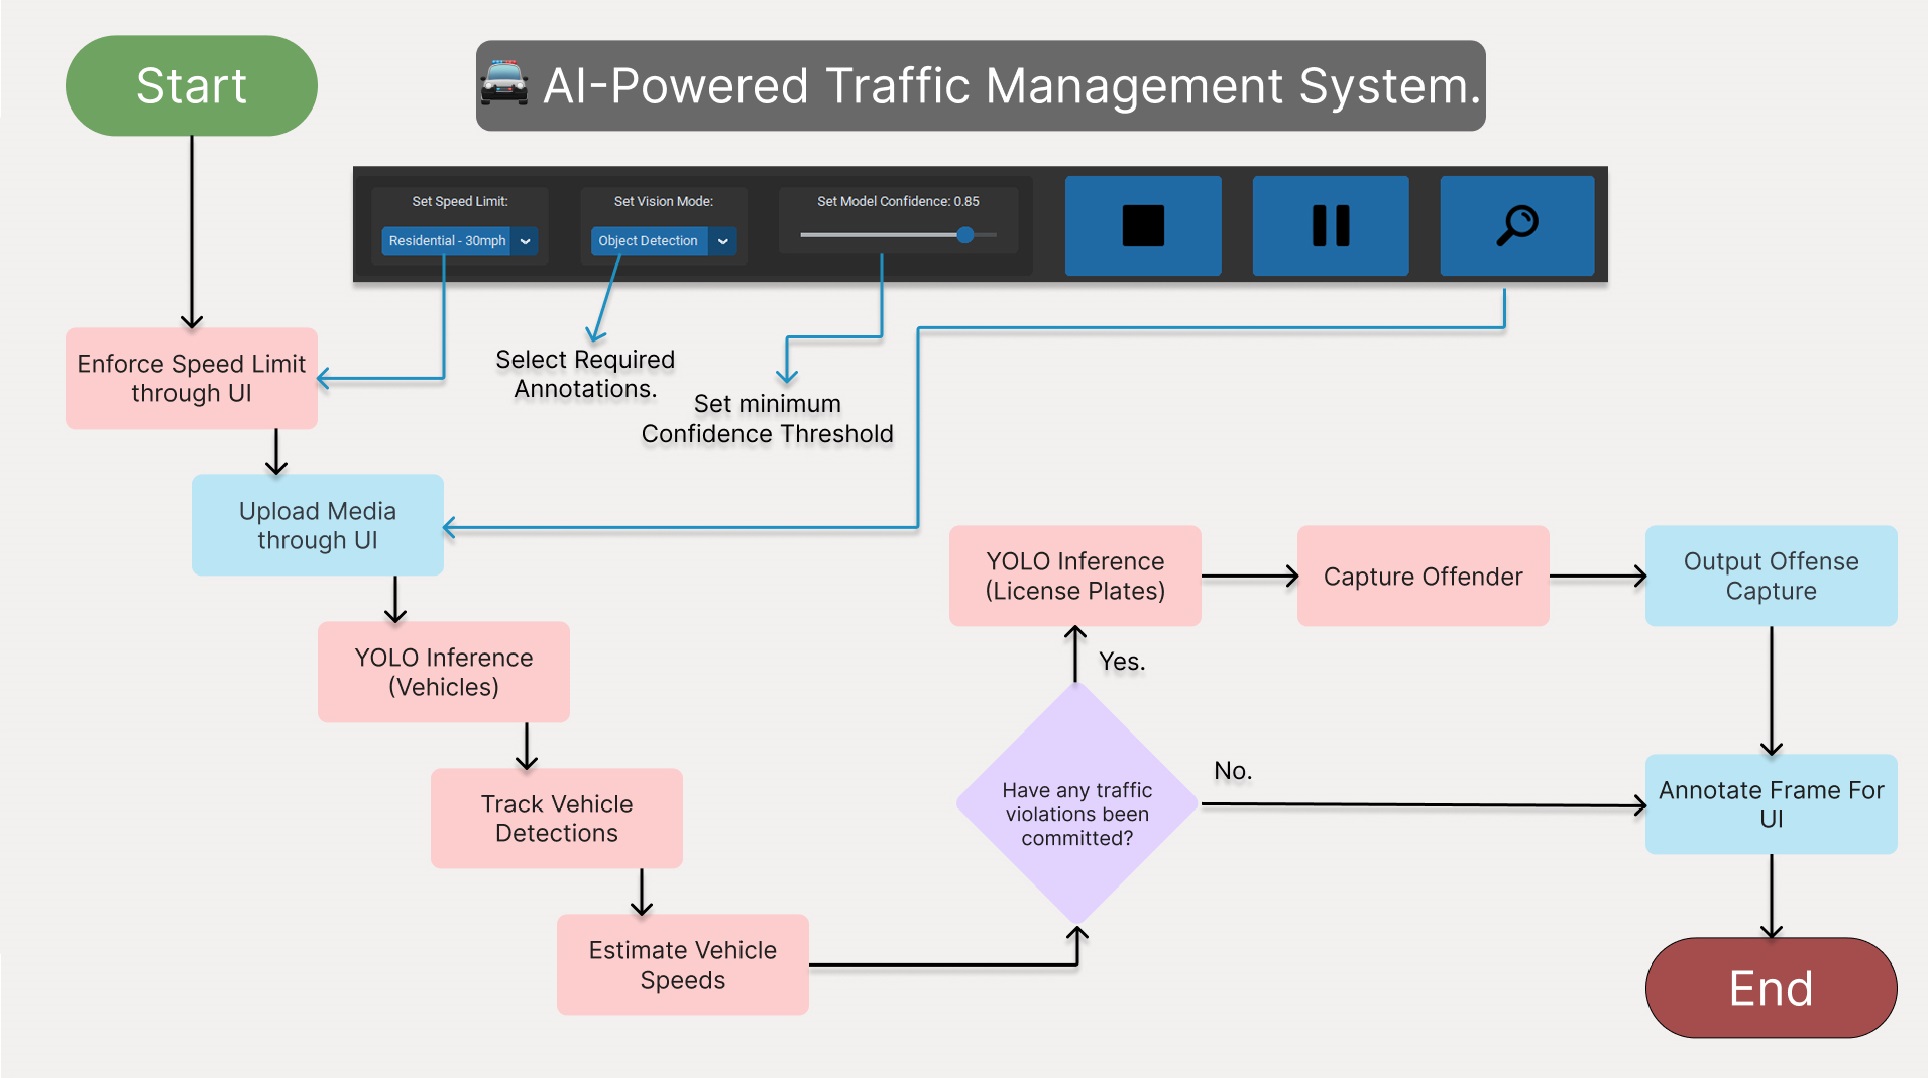 Start
AI-Powered Traffic Management System.
Set Speed Limit:
Residential - 30mph
Set Vision Mode:
Object Detection
Set Model Confidence: 0.85
Enforce Speed Limit
through UI
Select Required
Annotations.
Set minimum
Confidence Threshold
Upload Media
through UI
YOLO Inference
(Vehicles)
Track Vehicle
Detections
Estimate Vehicle
Speeds
Have any traffic
violations been
committed?
Yes.
No.
YOLO Inference
(License Plates)
Capture Offender
Output Offense
Capture
Annotate Frame For
UI
End